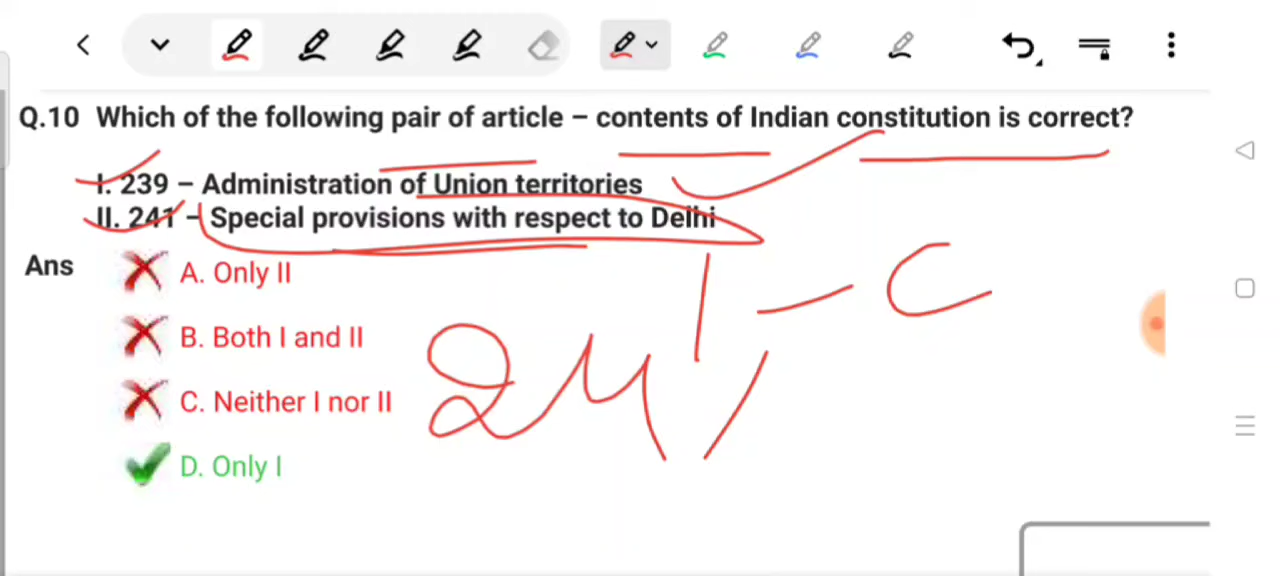 Q.10 Which of the following pair of article – contents of Indian constitution is correct?
I. 239 – Administration of Union territories
II. 241 – Special provisions with respect to Delhi
Ans
A. Only II
B. Both I and II
C. Neither I nor II
D. Only I
241 – C